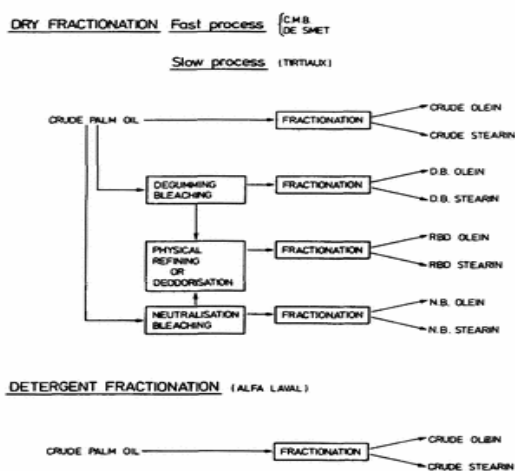 DRY FRACTIONATION Fast process { C.M.B.
DE SMET
Slow process (TIRTIAUX)
CRUDE PALM OIL
FRACTIONATION
CRUDE OLEIN
CRUDE STEARIN
DEGUMMING
BLEACHING
FRACTIONATION
D.B. OLEIN
D.B. STEARIN
PHYSICAL
REFINING
OR
DEODORISATION
FRACTIONATION
RBD OLEIN
RBD STEARIN
NEUTRALISATION
BLEACHING
FRACTIONATION
N.B. OLEIN
N.B. STEARIN
DETERGENT FRACTIONATION (ALFA LAVAL)
CRUDE PALM OIL
FRACTIONATION
CRUDE OLEIN
CRUDE STEARIN